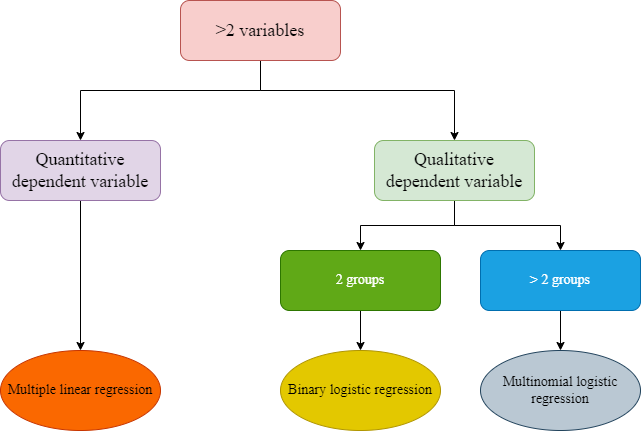 >2 variables
Quantitative
dependent variable
Qualitative
dependent variable
2 groups
> 2 groups
Multiple linear regression
Binary logistic regression
Multinomial logistic
regression